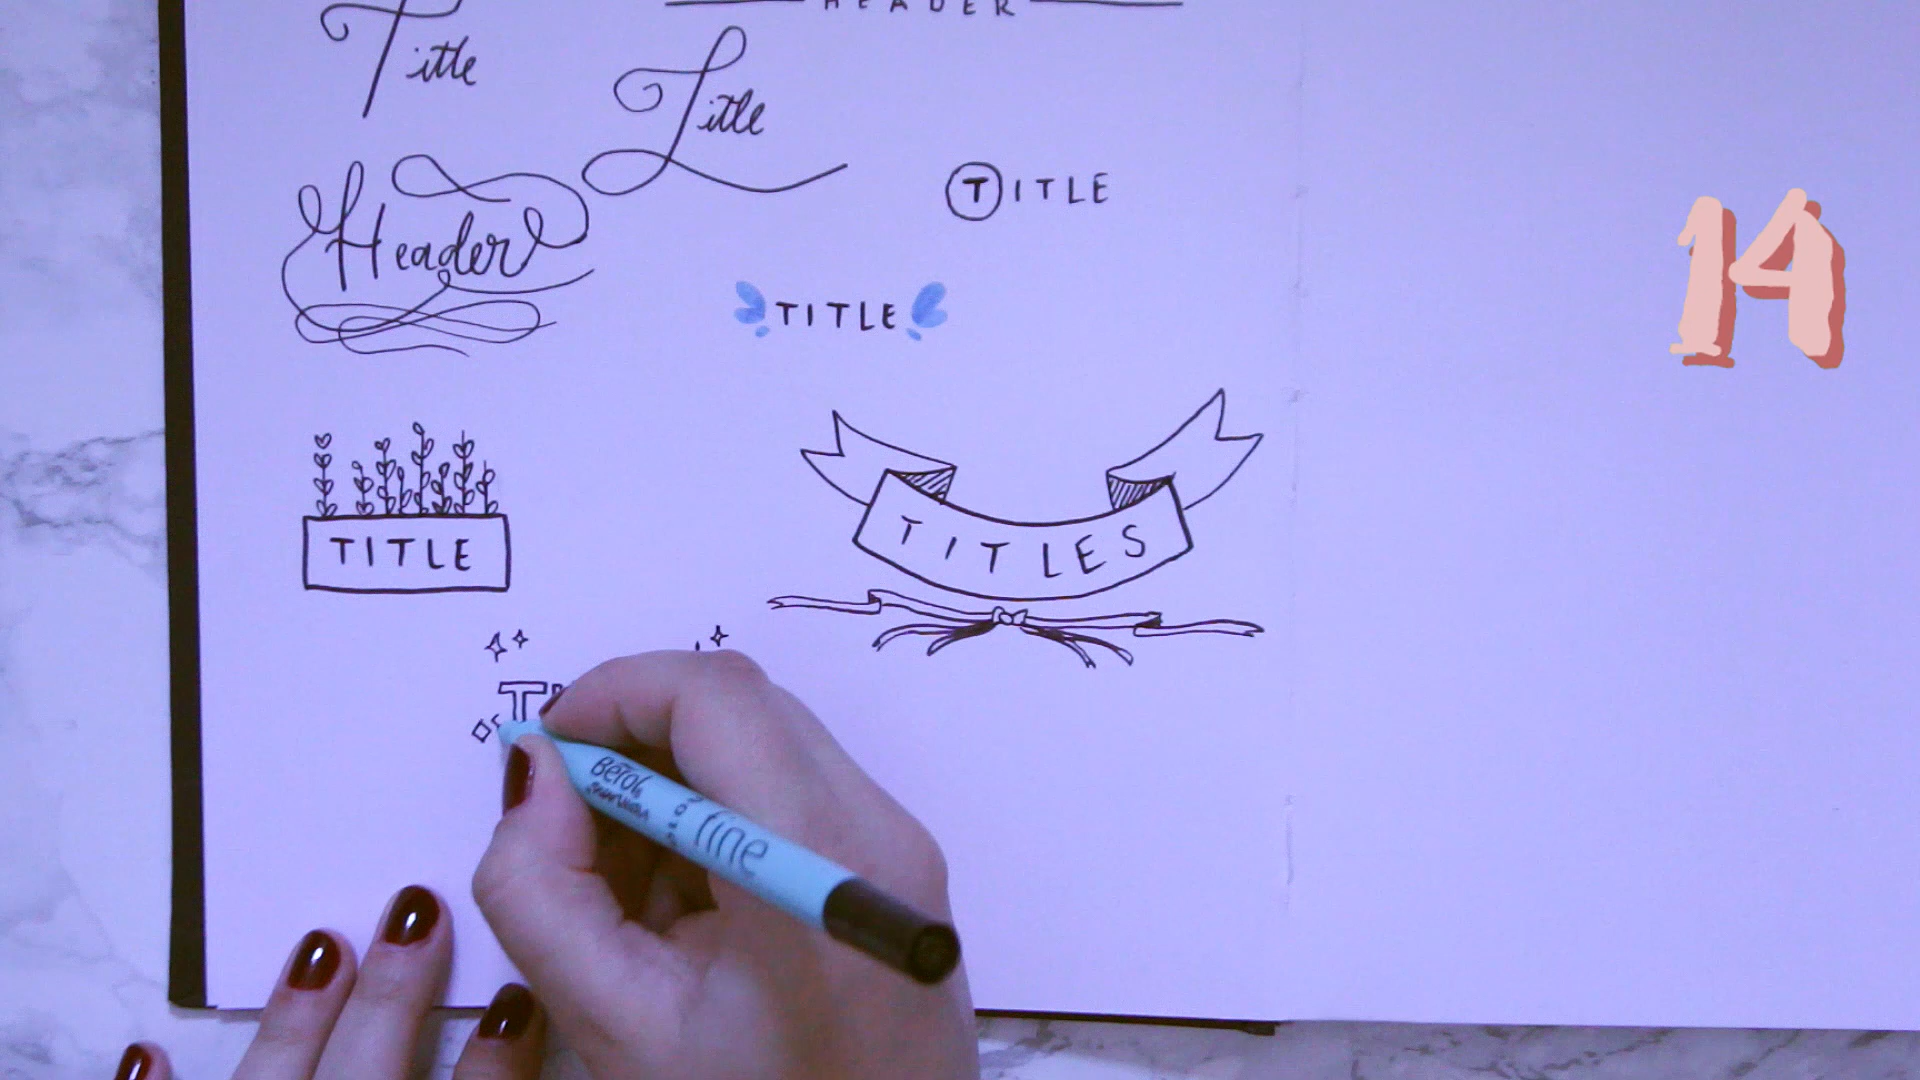 HEADER
Title
Title
Header
TITLE
TITLE
14
TITLE
TITLES
T
BEROL
fine